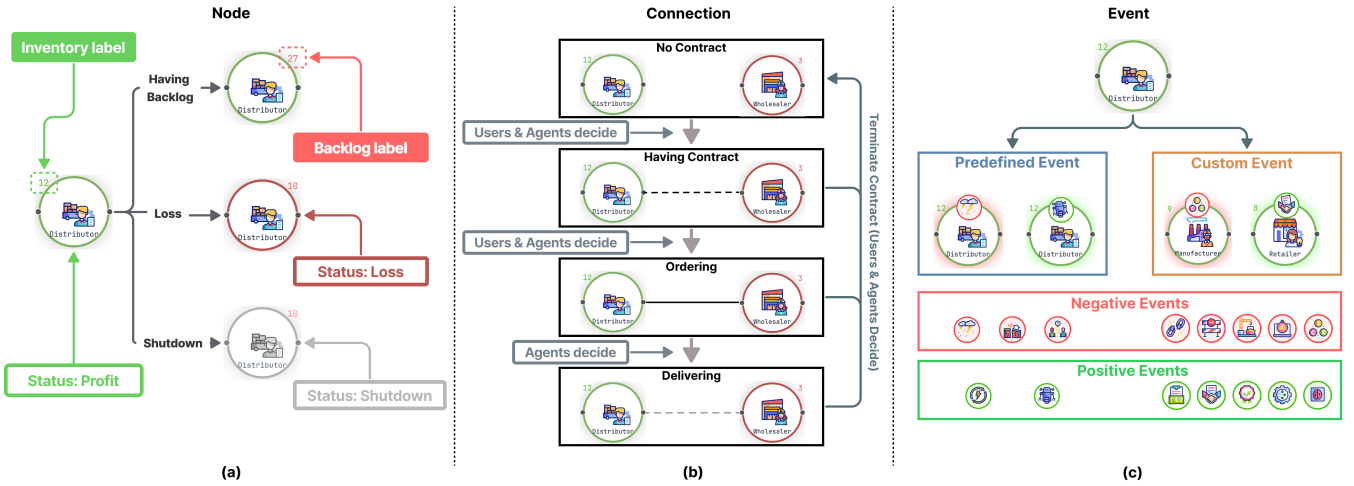 Node
Inventory label
12
Distributor
Having
Backlog
27
Distributor
Backlog label
Loss
10
Distributor
Status: Loss
Shutdown
10
Distributor
Status: Profit
Status: Shutdown
(a)
Connection
No Contract
12
Distributor
3
Wholesaler
Users & Agents decide
Having Contract
12
Distributor
3
Wholesaler
Users & Agents decide
Ordering
12
Distributor
3
Wholesaler
Agents decide
Delivering
12
Distributor
3
Wholesaler
Terminate Contract (Users & Agents Decide)
(b)
Event
12
Distributor
Predefined Event
12
Distributor
12
Distributor
Custom Event
9
Manufacturer
8
Retailer
Negative Events
Positive Events
(c)